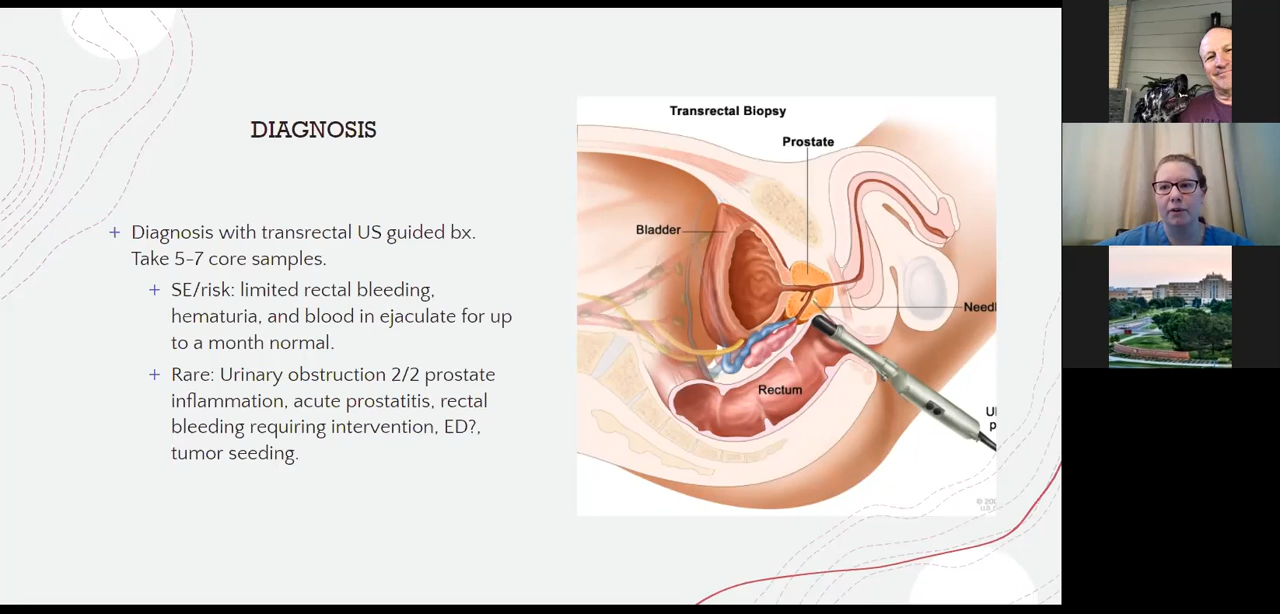 DIAGNOSIS
+ Diagnosis with transrectal US guided bx.
Take 5-7 core samples.
+ SE/risk: limited rectal bleeding,
hematuria, and blood in ejaculate for up
to a month normal.
+ Rare: Urinary obstruction 2/2 prostate
inflammation, acute prostatitis, rectal
bleeding requiring intervention, ED?,
tumor seeding.
Transrectal Biopsy
Prostate
Bladder
Needl
Rectum
Ul
p